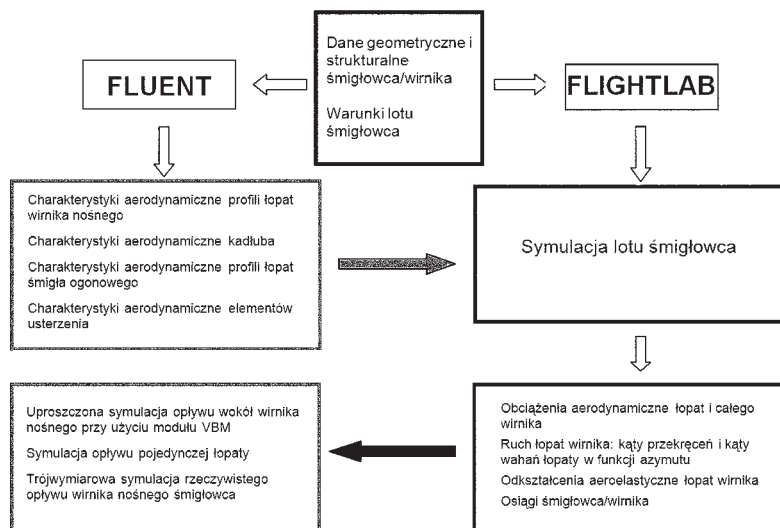 Dane geometryczne i
strukturalne
śmigłowca/wirnika
Warunki lotu
śmigłowca
FLUENT
FLIGHTLAB
Charakterystyki aerodynamiczne profili łopat
wirnika nośnego
Charakterystyki aerodynamiczne kadłuba
Charakterystyki aerodynamiczne profili łopat
śmigła ogonowego
Charakterystyki aerodynamiczne elementów
usterzenia
Symulacja lotu śmigłowca
Uproszczona symulacja opływu wokół wirnika
nośnego przy użyciu modułu VBM
Symulacja opływu pojedynczej łopaty
Trójwymiarowa symulacja rzeczywistego
opływu wirnika nośnego śmigłowca
Obciążenia aerodynamiczne łopat i całego
wirnika
Ruch łopat wirnika: kąty przekręceń i kąty
wahań łopaty w funkcji azymutu
Odkształcenia aeroelastyczne łopat wirnika
Osiągi śmigłowca/wirnika